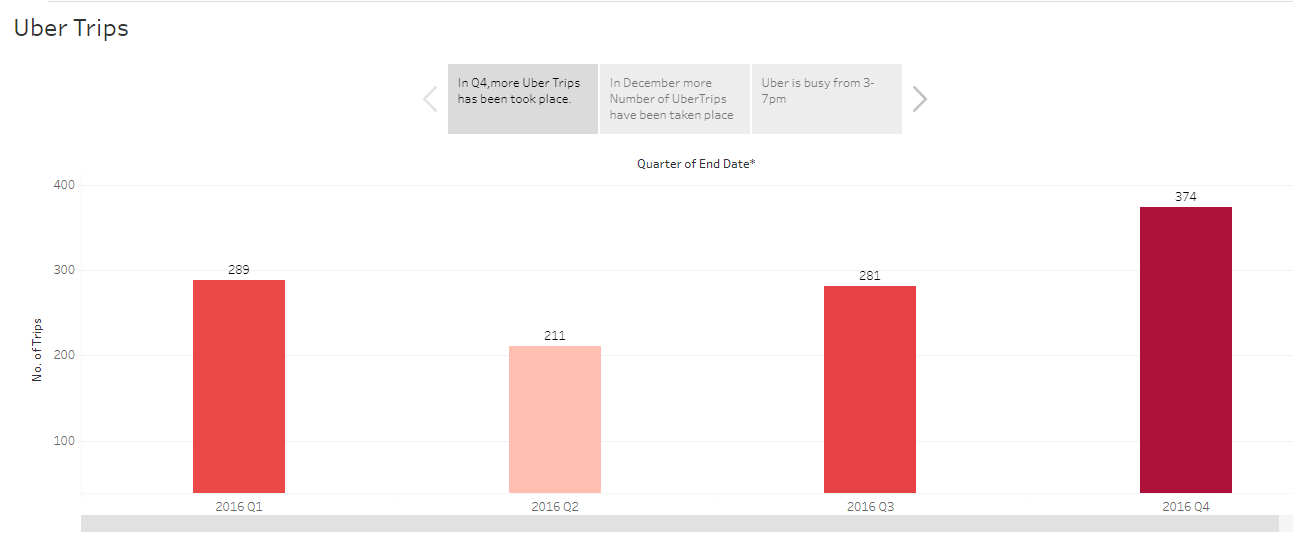 Uber Trips
In Q4,more Uber Trips
has been took place.
In December more
Number of UberTrips
have been taken place
Uber is busy from 3-
7pm
Quarter of End Date*
No. of Trips
400
300
200
100
289
211
281
374
2016 Q1
2016 Q2
2016 Q3
2016 Q4